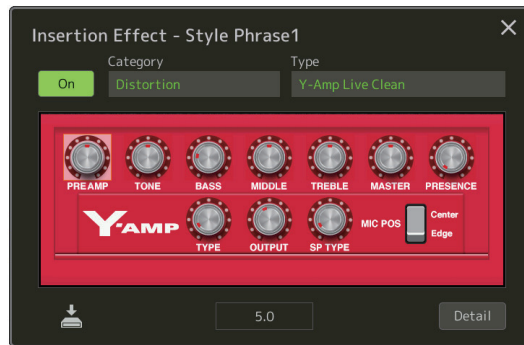 Insertion Effect - Style Phrase1
Category
Type
On
Distortion
Y-Amp Live Clean
PREAMP TONE BASS MIDDLE TREBLE MASTER PRESENCE
Y-AMP
TYPE OUTPUT SP TYPE
MIC POS
Center
Edge
5.0
Detail